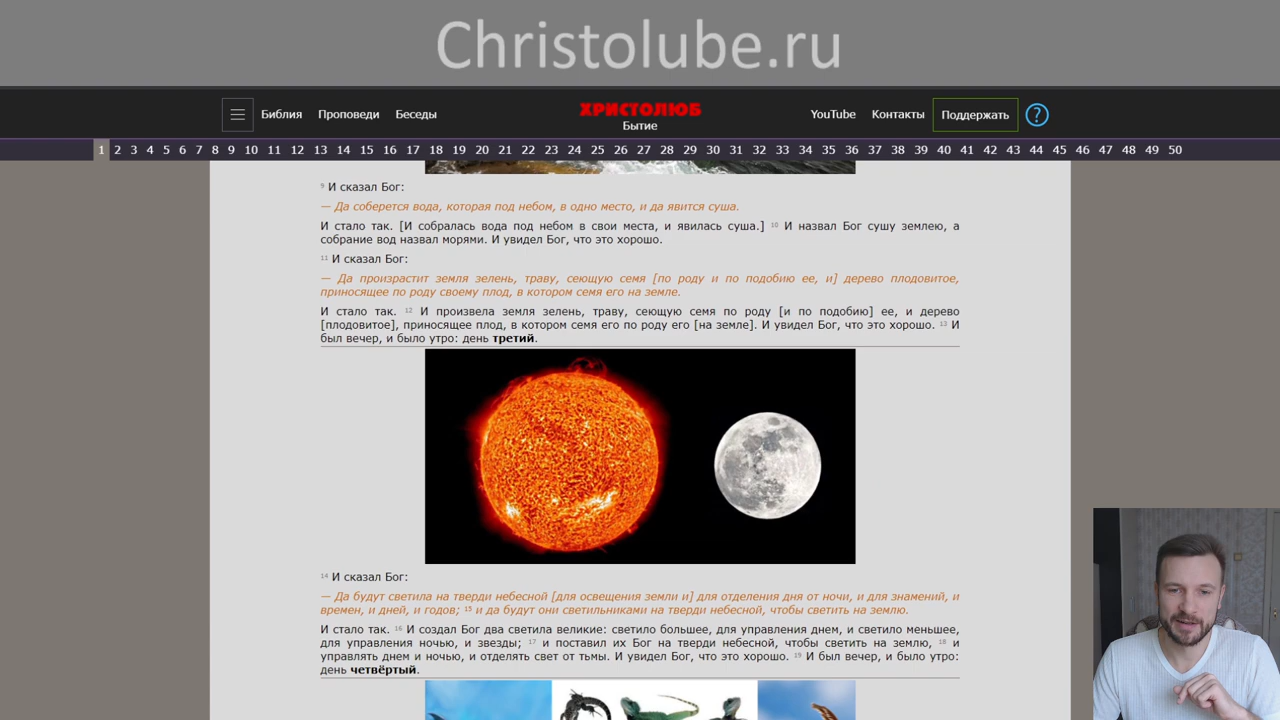 Christolube.ru
Библия Проповеди Беседы ХРИСТОЛЮБ YouTube Контакты Поддержать ?
Бытие
1 2 3 4 5 6 7 8 9 10 11 12 13 14 15 16 17 18 19 20 21 22 23 24 25 26 27 28 29 30 31 32 33 34 35 36 37 38 39 40 41 42 43 44 45 46 47 48 49 50
9 И сказал Бог:
— Да соберется вода, которая под небом, в одно место, и да явится суша.
И стало так. [И собралась вода под небом в свои места, и явилась суша.] 10 И назвал Бог сушу землею, а
собрание вод назвал морями. И увидел Бог, что это хорошо.
11 И сказал Бог:
— Да произрастит земля зелень, траву, сеющую семя [по роду и по подобию ее, и] дерево плодовитое,
приносящее по роду своему плод, в котором семя его на земле.
И стало так. 12 И произвела земля зелень, траву, сеющую семя по роду [и по подобию] ее, и дерево
[плодовитое], приносящее плод, в котором семя его по роду его [на земле]. И увидел Бог, что это хорошо. 13 И
был вечер, и было утро: день третий.
14 И сказал Бог:
— Да будут светила на тверди небесной [для освещения земли и] для отделения дня от ночи, и для знамений, и
времен, и дней, и годов; 15 и да будут они светильниками на тверди небесной, чтобы светить на землю.
И стало так. 16 И создал Бог два светила великие: светило большее, для управления днем, и светило меньшее,
для управления ночью, и звезды; 17 и поставил их Бог на тверди небесной, чтобы светить на землю, 18 и
управлять днем и ночью, и отделять свет от тьмы. И увидел Бог, что это хорошо. 19 И был вечер, и было утро:
день четвёртый.